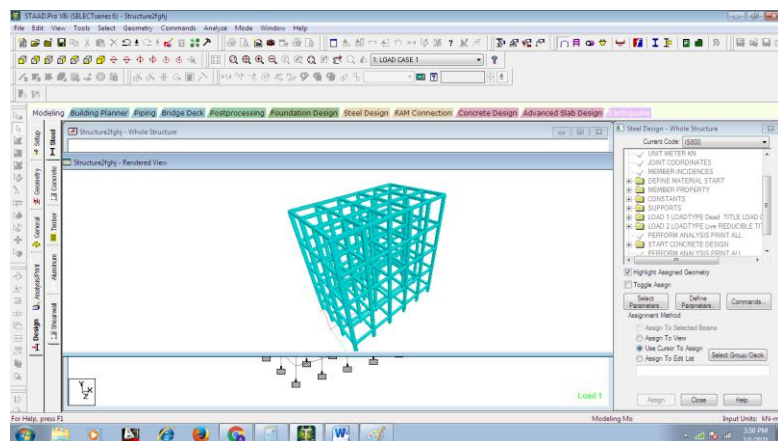 STAAD.Pro V8i (SELECTseries 6) - Structure2fghj
File Edit View Tools Select Geometry Commands Analyze Mode Window Help
1: LOAD CASE 1
Modeling Building Planner Piping Bridge Deck Postprocessing Foundation Design Steel Design RAM Connection Concrete Design Advanced Slab Design Earthquake
Setup
Geometry
General
Analysis/Print
Design
Steel
Concrete
Timber
Aluminum
Shearwall
Structure2fghj - Whole Structure
Structure2fghj - Rendered View
Y
X
Z
Load 1
Steel Design - Whole Structure
Current Code: IS800
UNIT METER KN
JOINT COORDINATES
MEMBER INCIDENCES
DEFINE MATERIAL START
MEMBER PROPERTY
CONSTANTS
SUPPORTS
LOAD 1 LOADTYPE Dead TITLE LOAD C
LOAD 2 LOADTYPE Live REDUCIBLE TI
PERFORM ANALYSIS PRINT ALL
START CONCRETE DESIGN
PERFORM ANALYSIS PRINT ALL
Highlight Assigned Geometry
Toggle Assign
Select Parameters...
Define Parameters...
Commands...
Assignment Method
Assign To Selected Beams
Assign To View
Use Cursor To Assign
Assign To Edit List
Select Group/Deck
Assign Close Help
For Help, press F1
Modeling Mo
Input Units: kN-m
3:50 PM